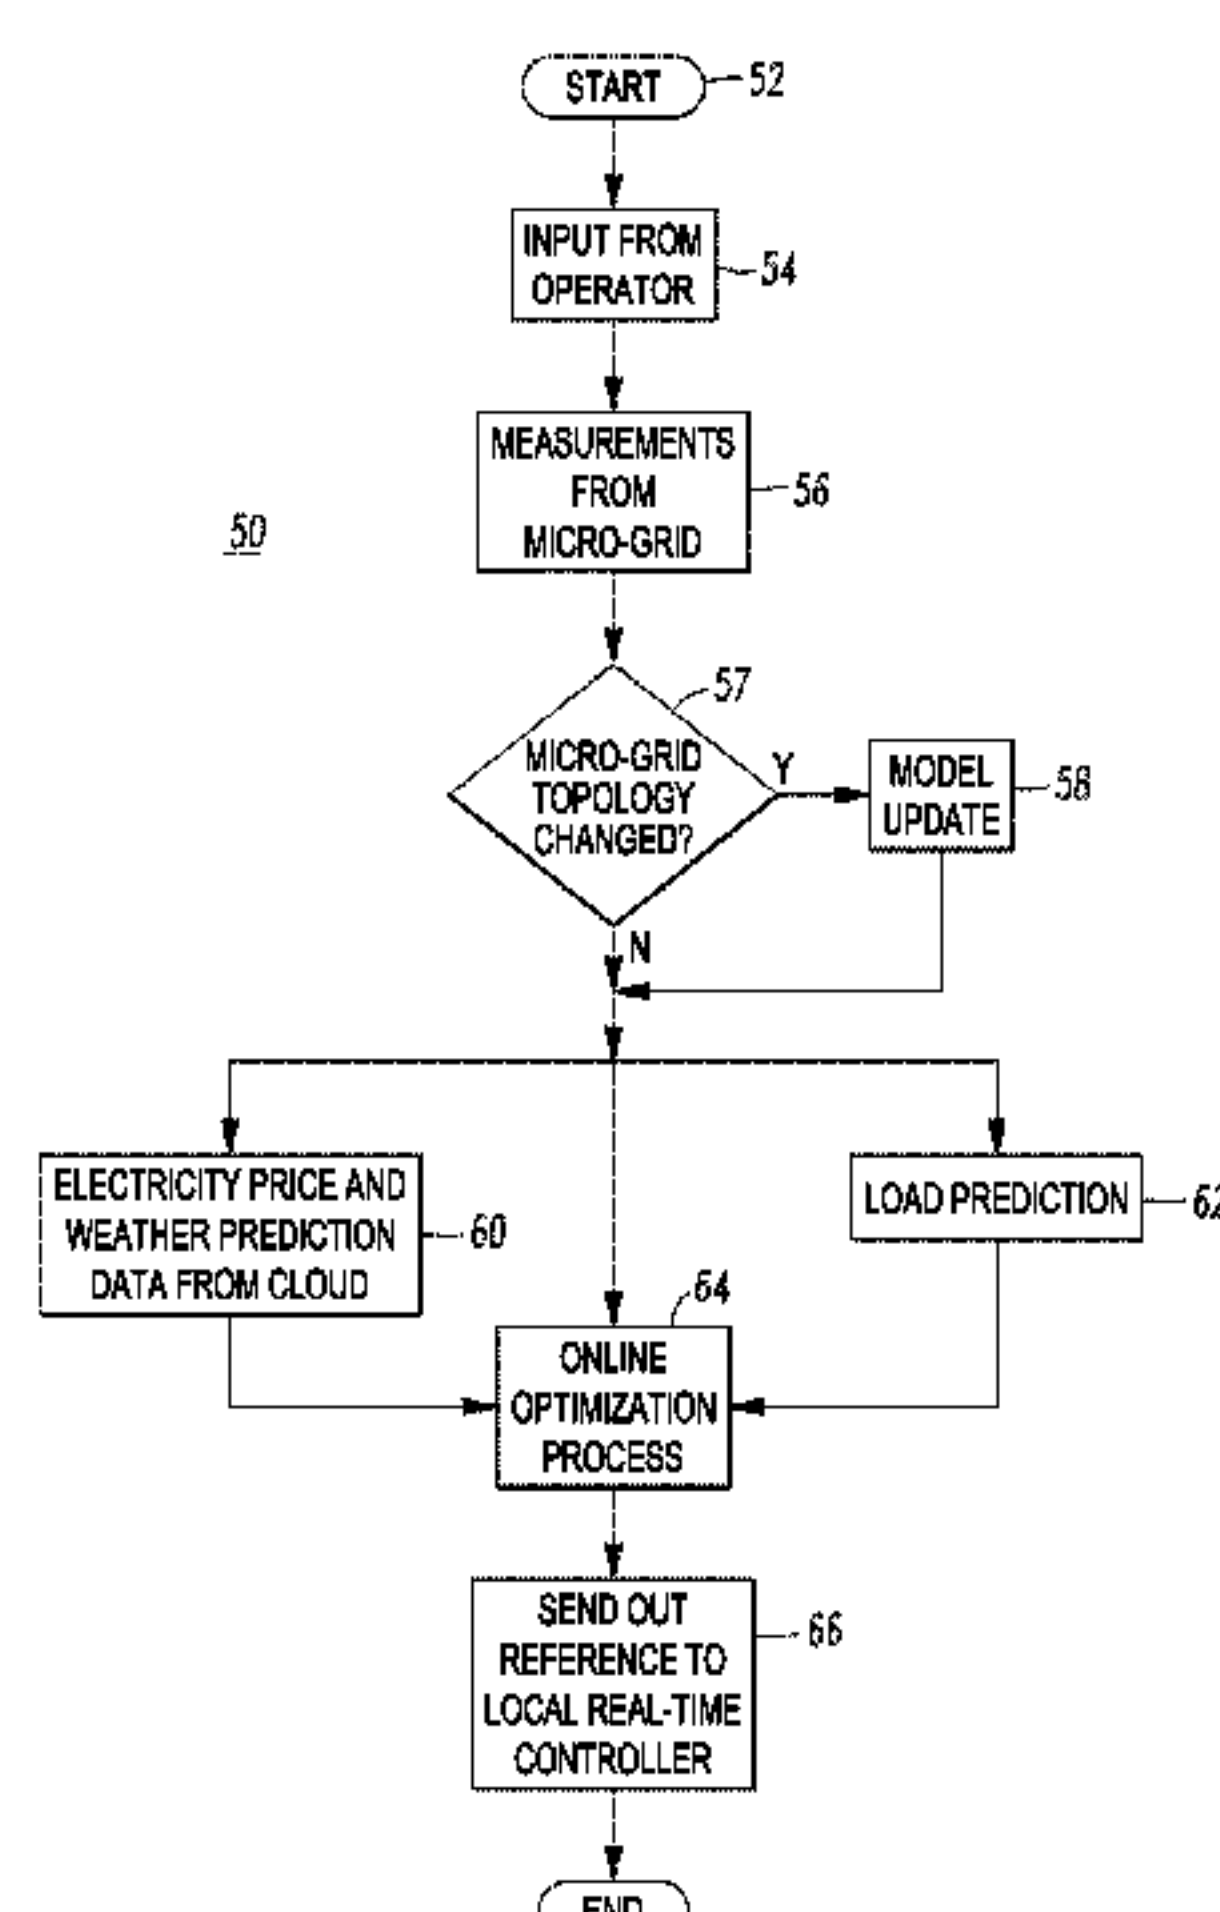 START
52
INPUT FROM
OPERATOR
54
MEASUREMENTS
FROM
MICRO-GRID
56
50
57
MICRO-GRID
TOPOLOGY
CHANGED?
Y
MODEL
UPDATE
58
N
ELECTRICITY PRICE AND
WEATHER PREDICTION
DATA FROM CLOUD
60
LOAD PREDICTION
62
64
ONLINE
OPTIMIZATION
PROCESS
SEND OUT
REFERENCE TO
LOCAL REAL-TIME
CONTROLLER
66
END